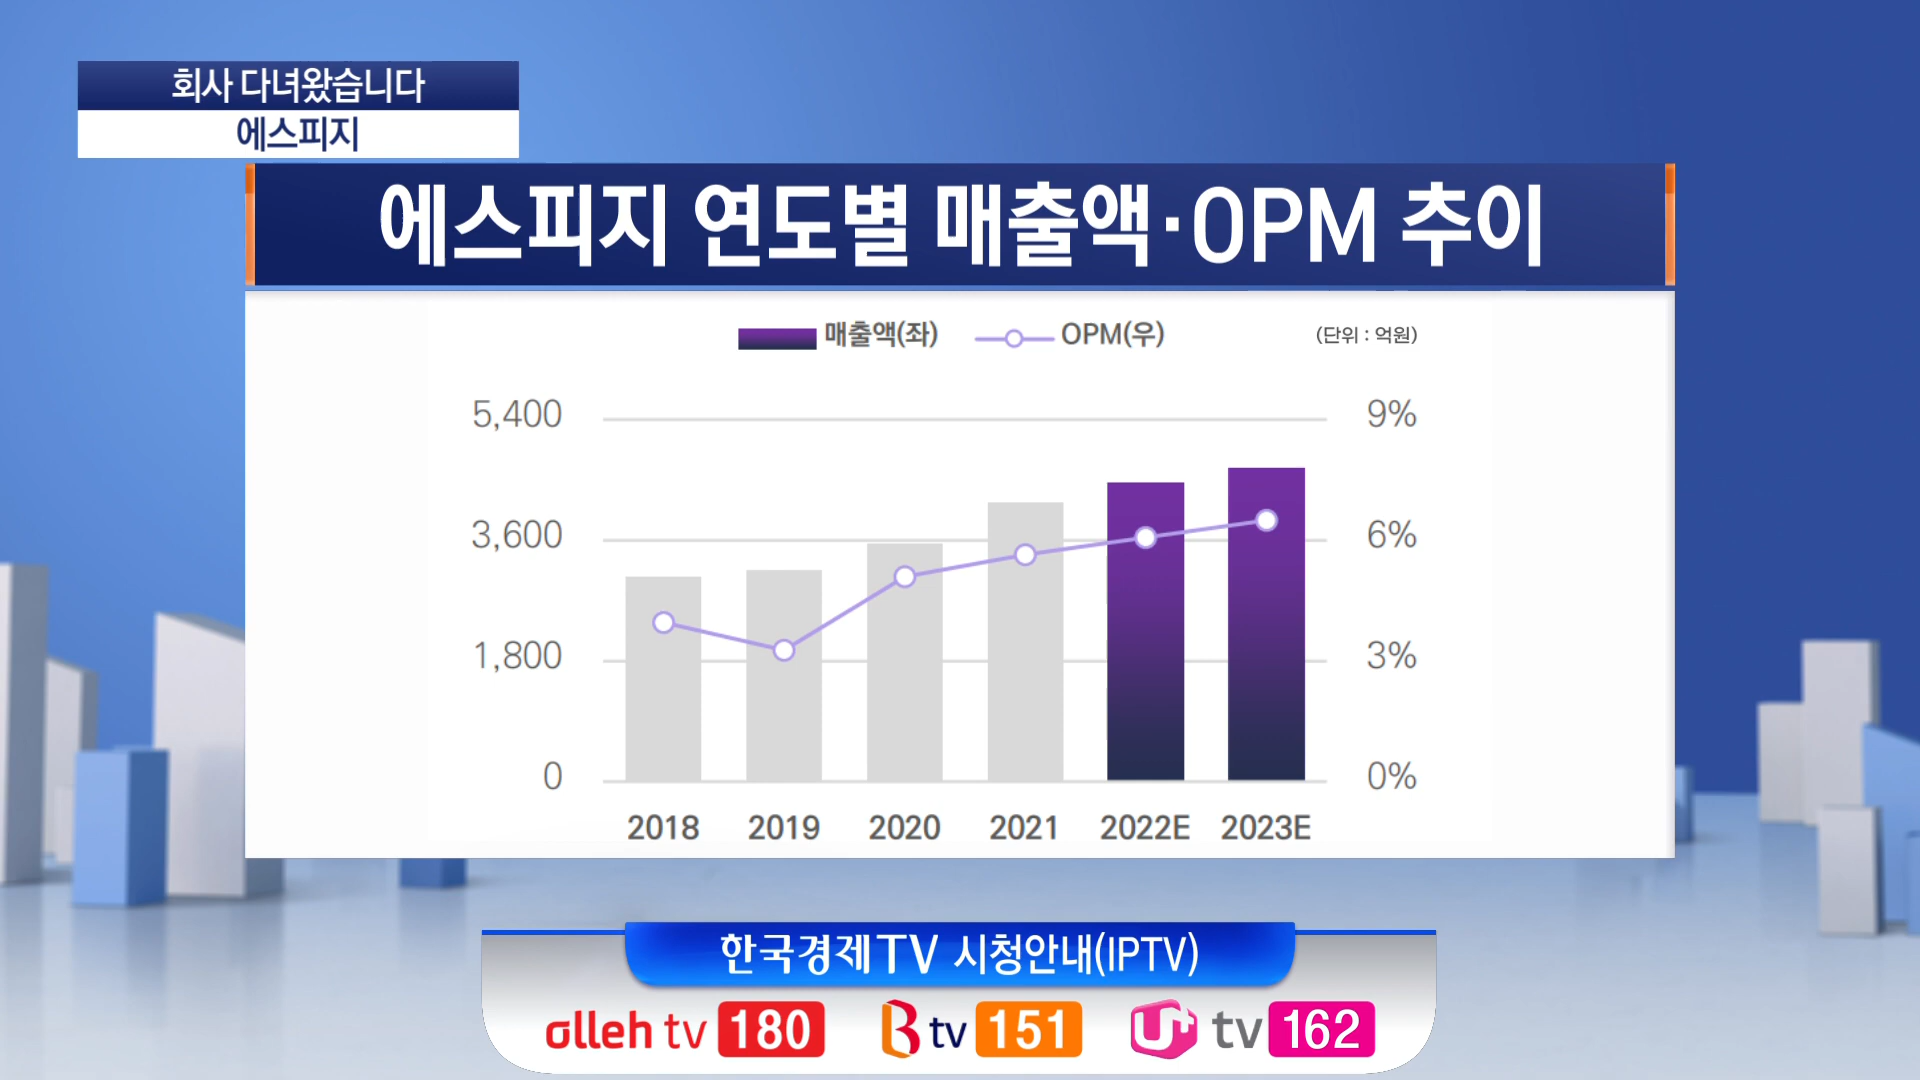 회사 다녀왔습니다
에스피지
에스피지 연도별 매출액·OPM 추이
매출액(좌) OPM(우) (단위 : 억원)
5,400 9%
3,600 6%
1,800 3%
0 0%
2018 2019 2020 2021 2022E 2023E
한국경제TV 시청안내(IPTV)
olleh tv 180 B tv 151 U+ tv 162